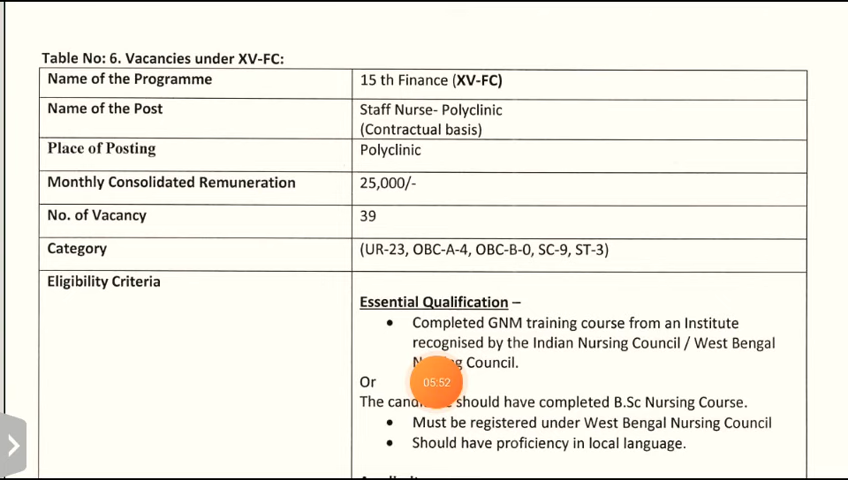 Table No: 6. Vacancies under XV-FC:
Name of the Programme
15 th Finance (XV-FC)
Name of the Post
Staff Nurse- Polyclinic
(Contractual basis)
Place of Posting
Polyclinic
Monthly Consolidated Remuneration
25,000/-
No. of Vacancy
39
Category
(UR-23, OBC-A-4, OBC-B-0, SC-9, ST-3)
Eligibility Criteria
Essential Qualification –
• Completed GNM training course from an Institute
recognised by the Indian Nursing Council / West Bengal
Council.
Or
05:52
The should have completed B.Sc Nursing Course.
• Must be registered under West Bengal Nursing Council
• Should have proficiency in local language.